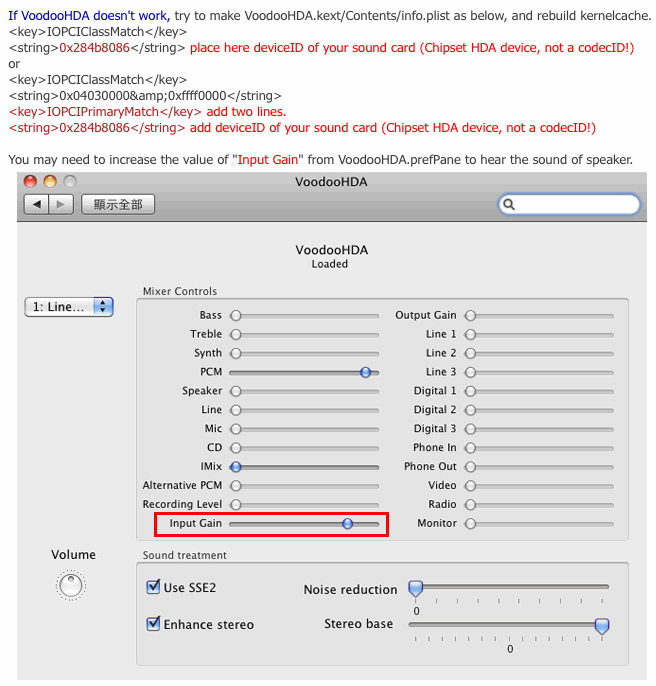 If VoodooHDA doesn't work, try to make VoodooHDA.kext/Contents/info.plist as below, and rebuild kernelcache.
<key>IOPCIClassMatch</key>
<string>0x284b8086</string> place here deviceID of your sound card (Chipset HDA device, not a codecID!)
or
<key>IOPCIClassMatch</key>
<string>0x04030000&amp;0xffff0000</string>
<key>IOPCIPrimaryMatch</key> add two lines.
<string>0x284b8086</string> add deviceID of your sound card (Chipset HDA device, not a codecID!)
You may need to increase the value of "Input Gain" from VoodooHDA.prefPane to hear the sound of speaker.
VoodooHDA
顯示全部
VoodooHDA
Loaded
1: Line...
Mixer Controls
Bass
Treble
Synth
PCM
Speaker
Line
Mic
CD
IMix
Alternative PCM
Recording Level
Input Gain
Output Gain
Line 1
Line 2
Line 3
Digital 1
Digital 2
Digital 3
Phone In
Phone Out
Video
Radio
Monitor
Volume
Sound treatment
Use SSE2
Enhance stereo
Noise reduction
0
Stereo base
0